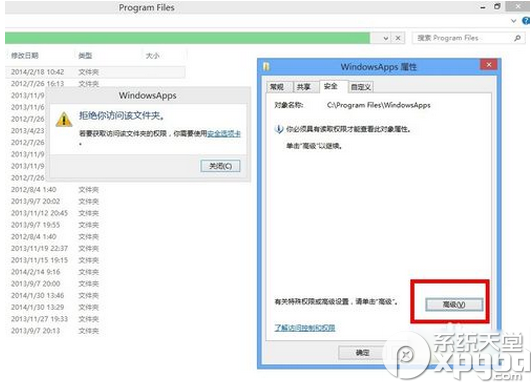 Program Files
搜索 Program Files
修改日期 类型 大小
2014/2/18 10:42 文件夹
2012/7/26 16:13 文件夹
2013/11/9
2012/7/26
2013/11/9
2013/4/23
2013/11/9
2013/11/9
2012/7/26
2012/8/4 1:40 文件夹
2013/9/7 20:02 文件夹
2013/11/12 20:45 文件夹
2013/9/7 19:55 文件夹
2012/8/4 1:40 文件夹
2013/9/7 20:02 文件夹
2013/11/19 22:37 文件夹
2013/11/15 19:15 文件夹
2014/2/14 9:16 文件夹
2013/9/7 20:00 文件夹
2014/1/30 13:46 文件夹
2014/1/30 13:29 文件夹
2013/11/27 19:33 文件夹
2013/9/7 20:13 文件夹
WindowsApps
拒绝你访问该文件夹。
若要获取访问该文件夹的权限，你需要使用安全选项卡
。
关闭(C)
WindowsApps 属性
常规 共享 安全 自定义
对象名称: C:\Program Files\WindowsApps
你必须具有读取权限才能查看此对象属性。
单击“高级”以继续。
有关特殊权限或高级设置，请单击“高级”。
高级(V)
了解访问控制和权限
确定
系统天堂